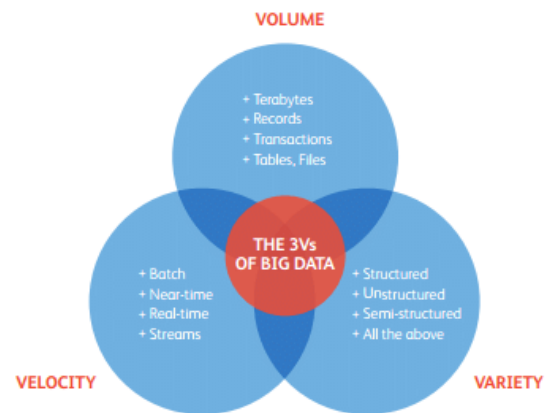 VOLUME
+ Terabytes
+ Records
+ Transactions
+ Tables, Files
THE 3Vs
OF BIG DATA
+ Batch
+ Near-time
+ Real-time
+ Streams
+ Structured
+ Unstructured
+ Semi-structured
+ All the above
VELOCITY
VARIETY